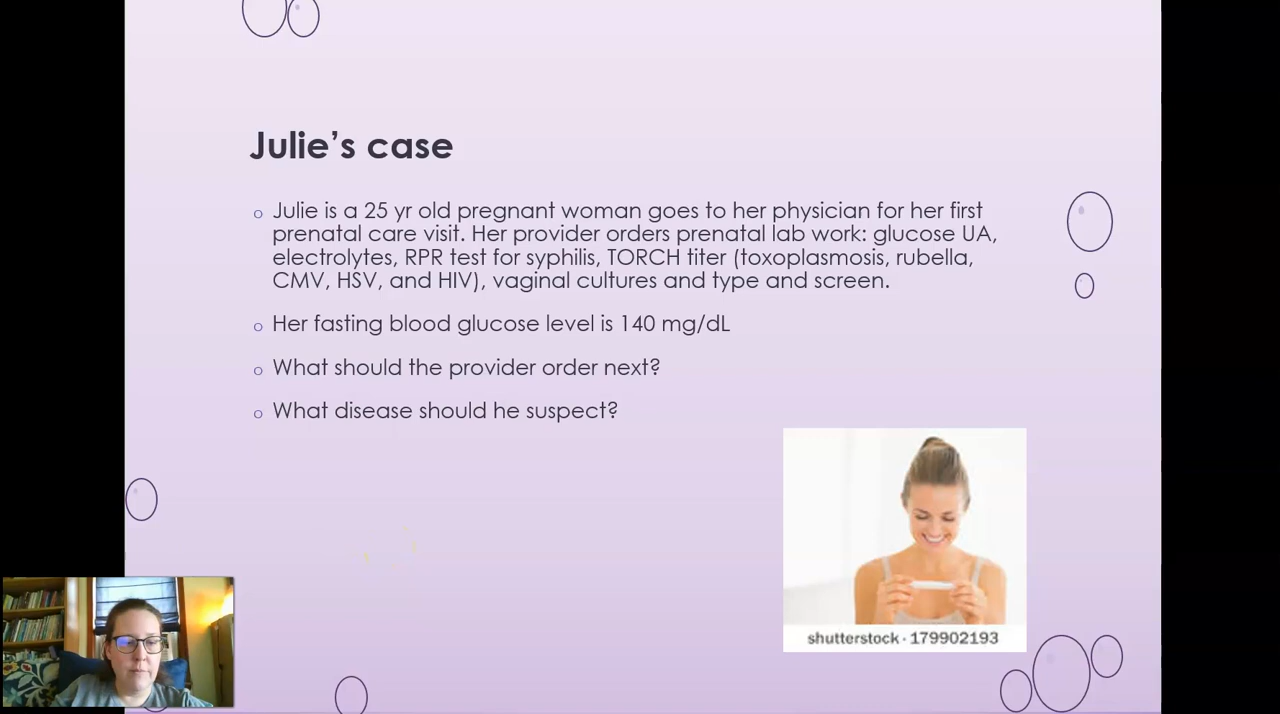 Julie’s case
Julie is a 25 yr old pregnant woman goes to her physician for her first
prenatal care visit. Her provider orders prenatal lab work: glucose UA,
electrolytes, RPR test for syphilis, TORCH titer (toxoplasmosis, rubella,
CMV, HSV, and HIV), vaginal cultures and type and screen.
Her fasting blood glucose level is 140 mg/dL
What should the provider order next?
What disease should he suspect?
shutterstock · 179902193